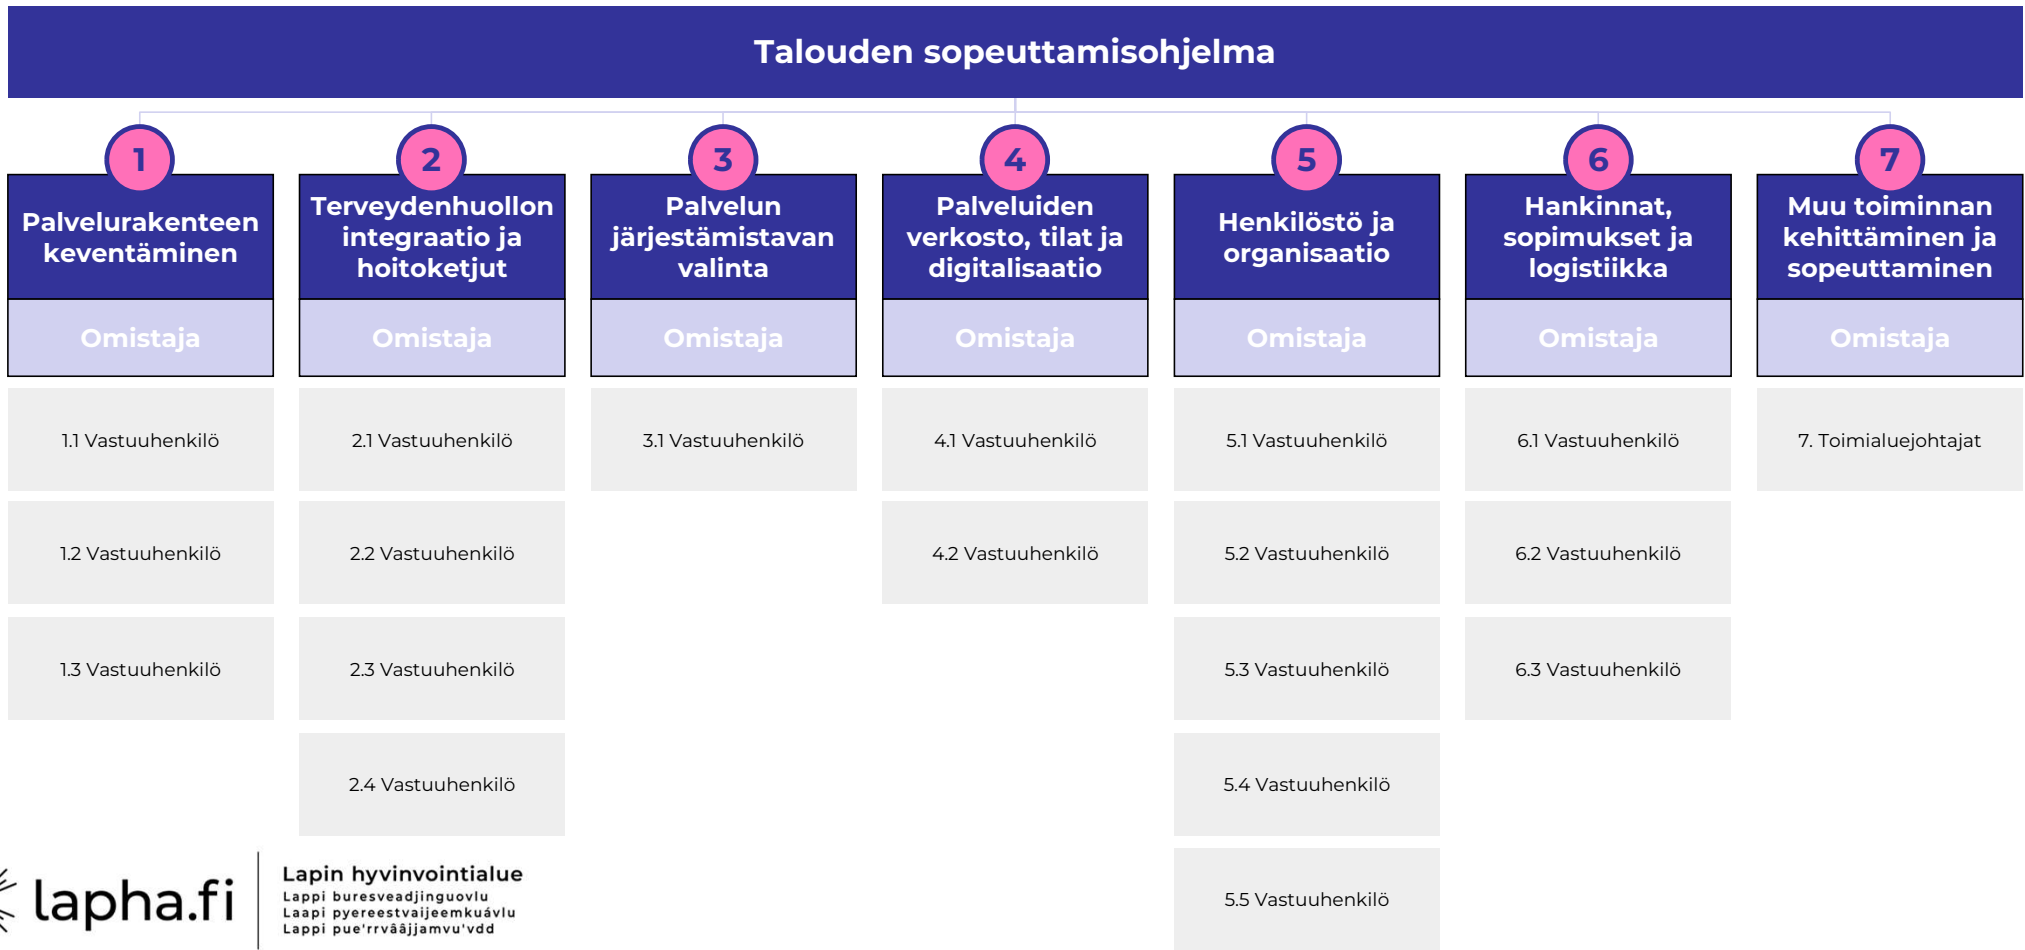 Talouden sopeuttamisohjelma
1
Palvelurakenteen
keventäminen
Omistaja
1.1 Vastuuhenkilö
1.2 Vastuuhenkilö
1.3 Vastuuhenkilö
2
Terveydenhuollon
integraatio ja
hoitoketjut
Omistaja
2.1 Vastuuhenkilö
2.2 Vastuuhenkilö
2.3 Vastuuhenkilö
2.4 Vastuuhenkilö
3
Palvelun
järjestämistavan
valinta
Omistaja
3.1 Vastuuhenkilö
4
Palveluiden
verkosto, tilat ja
digitalisaatio
Omistaja
4.1 Vastuuhenkilö
4.2 Vastuuhenkilö
5
Henkilöstö ja
organisaatio
Omistaja
5.1 Vastuuhenkilö
5.2 Vastuuhenkilö
5.3 Vastuuhenkilö
5.4 Vastuuhenkilö
5.5 Vastuuhenkilö
6
Hankinnat,
sopimukset ja
logistiikka
Omistaja
6.1 Vastuuhenkilö
6.2 Vastuuhenkilö
6.3 Vastuuhenkilö
7
Muu toiminnan
kehittäminen ja
sopeuttaminen
Omistaja
7. Toimialuejohtajat
lapha.fi
Lapin hyvinvointialue
Lappi buresveadjinguovlu
Laapi pyereestvaijeemkuávlu
Lappi pue'rrvââjjamvu'vdd